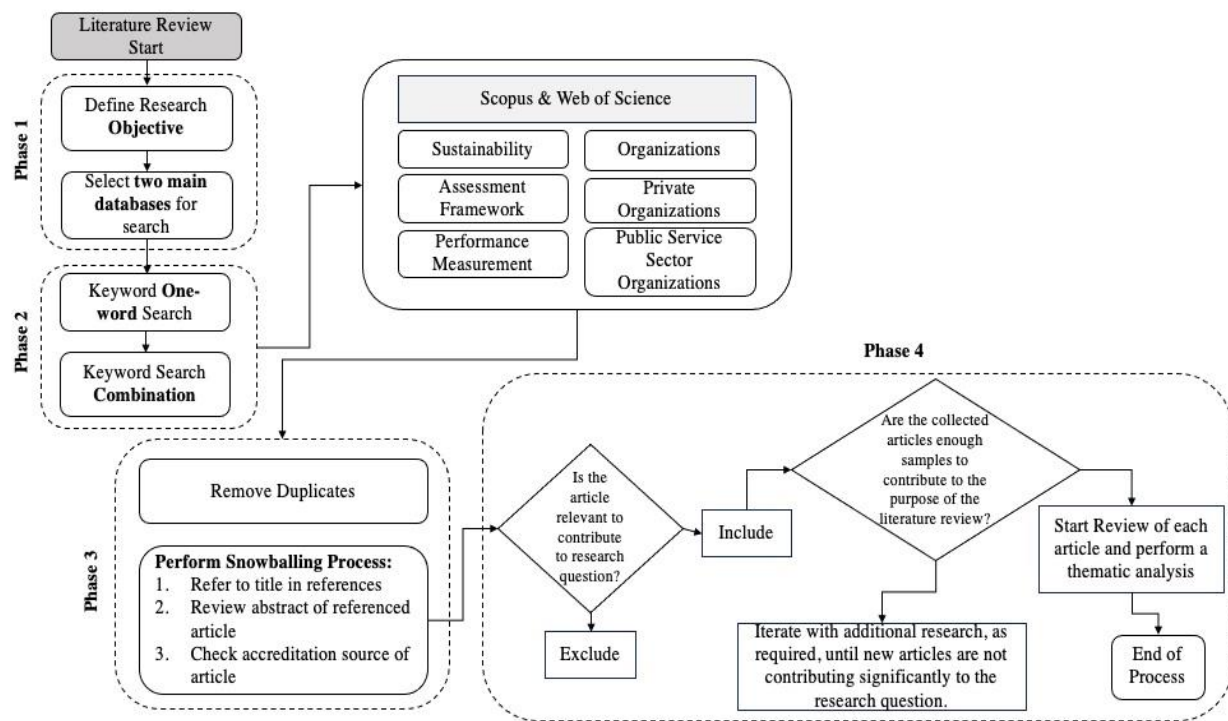 Literature Review
Start
Phase 1
Define Research
Objective
Select two main
databases for
search
Phase 2
Keyword One-
word Search
Keyword Search
Combination
Scopus & Web of Science
Sustainability
Organizations
Assessment
Framework
Private
Organizations
Performance
Measurement
Public Service
Sector
Organizations
Phase 3
Remove Duplicates
Perform Snowballing Process:
1. Refer to title in references
2. Review abstract of referenced
article
3. Check accreditation source of
article
Phase 4
Is the
article
relevant to
contribute
to research
question?
Exclude
Include
Are the collected
articles enough
samples to
contribute to the
purpose of the
literature review?
Iterate with additional research, as
required, until new articles are not
contributing significantly to the
research question.
Start Review of each
article and perform a
thematic analysis
End of
Process